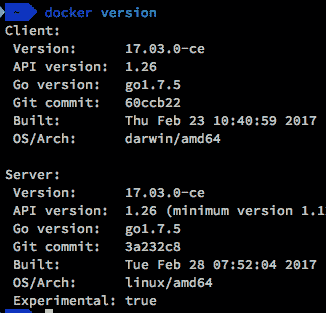 ~ docker version
Client:
Version: 17.03.0-ce
API version: 1.26
Go version: go1.7.5
Git commit: 60ccb22
Built: Thu Feb 23 10:40:59 2017
OS/Arch: darwin/amd64
Server:
Version: 17.03.0-ce
API version: 1.26 (minimum version 1.1
Go version: go1.7.5
Git commit: 3a232c8
Built: Tue Feb 28 07:52:04 2017
OS/Arch: linux/amd64
Experimental: true
~